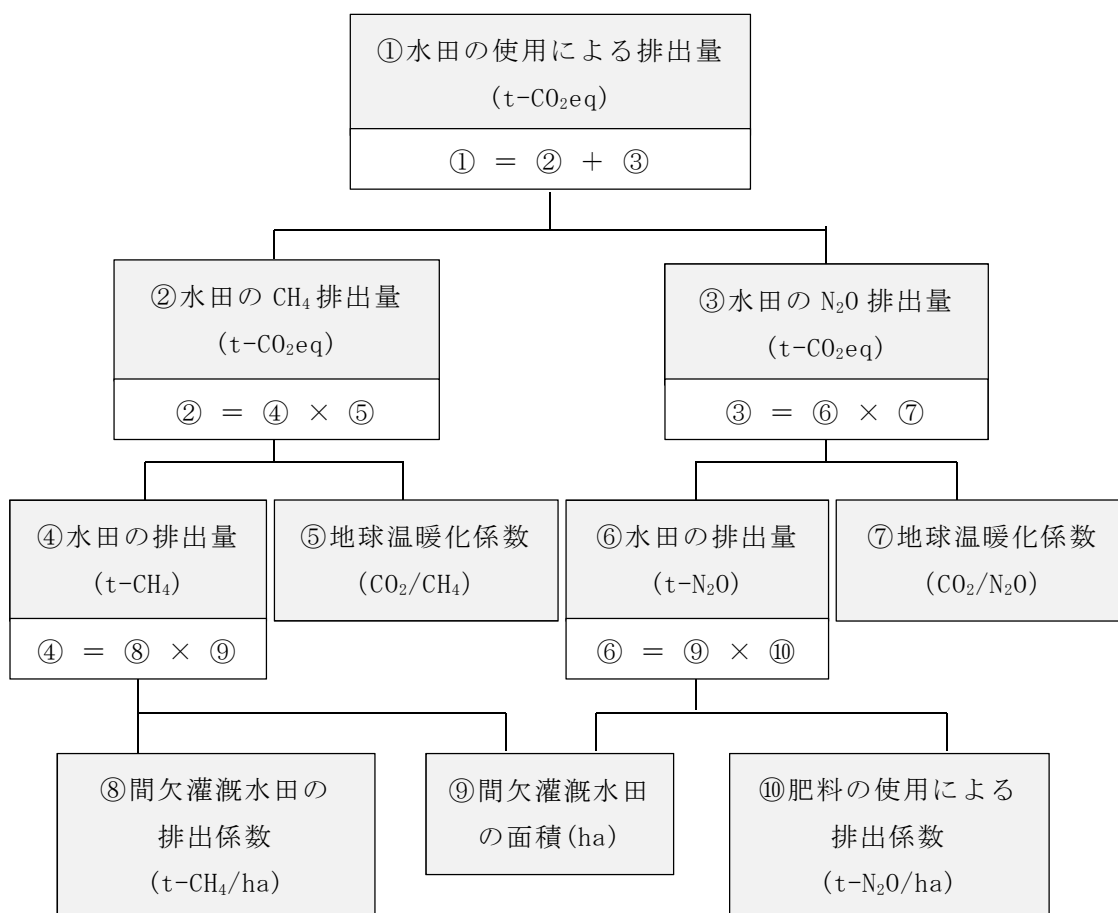 ①水田の使用による排出量
(t-CO₂eq)
① = ② + ③
②水田の CH₄排出量
(t-CO₂eq)
② = ④ × ⑤
③水田の N₂O 排出量
(t-CO₂eq)
③ = ⑥ × ⑦
④水田の排出量
(t-CH₄)
④ = ⑧ × ⑨
⑤地球温暖化係数
(CO₂/CH₄)
⑥水田の排出量
(t-N₂O)
⑥ = ⑨ × ⑩
⑦地球温暖化係数
(CO₂/N₂O)
⑧間欠灌漑水田の
排出係数
(t-CH₄/ha)
⑨間欠灌漑水田
の面積(ha)
⑩肥料の使用による
排出係数
(t-N₂O/ha)